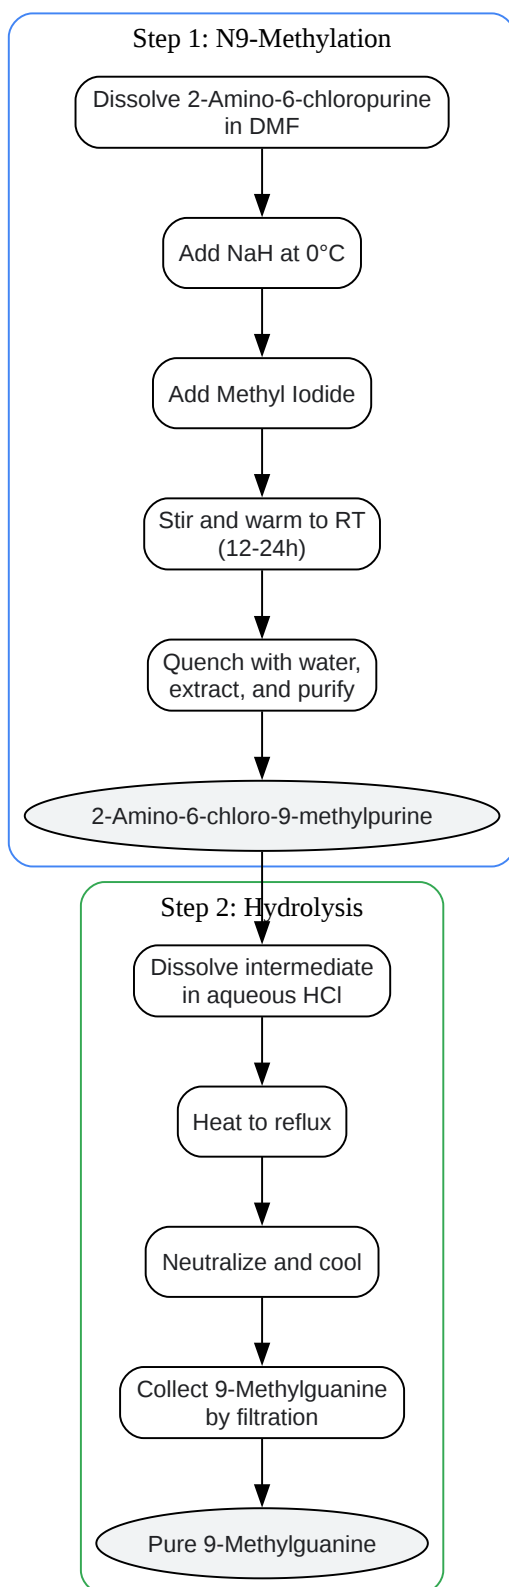 Step 1: N9-Methylation
Dissolve 2-Amino-6-chloropurine
in DMF
Add NaH at 0°C
Add Methyl Iodide
Stir and warm to RT
(12-24h)
Quench with water,
extract, and purify
2-Amino-6-chloro-9-methylpurine
Step 2: Hydrolysis
Dissolve intermediate
in aqueous HCl
Heat to reflux
Neutralize and cool
Collect 9-Methylguanine
by filtration
Pure 9-Methylguanine